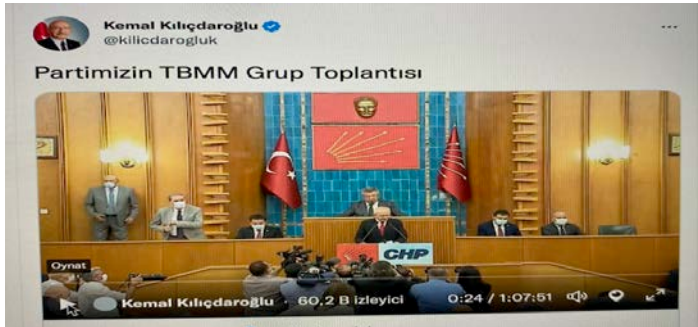 Kemal Kılıçdaroğlu
@kilicdarogluk
Partimizin TBMM Grup Toplantısı
CHP
Oynat
Kemal Kılıçdaroğlu · 60,2 B izleyici 0:24 / 1:07:51